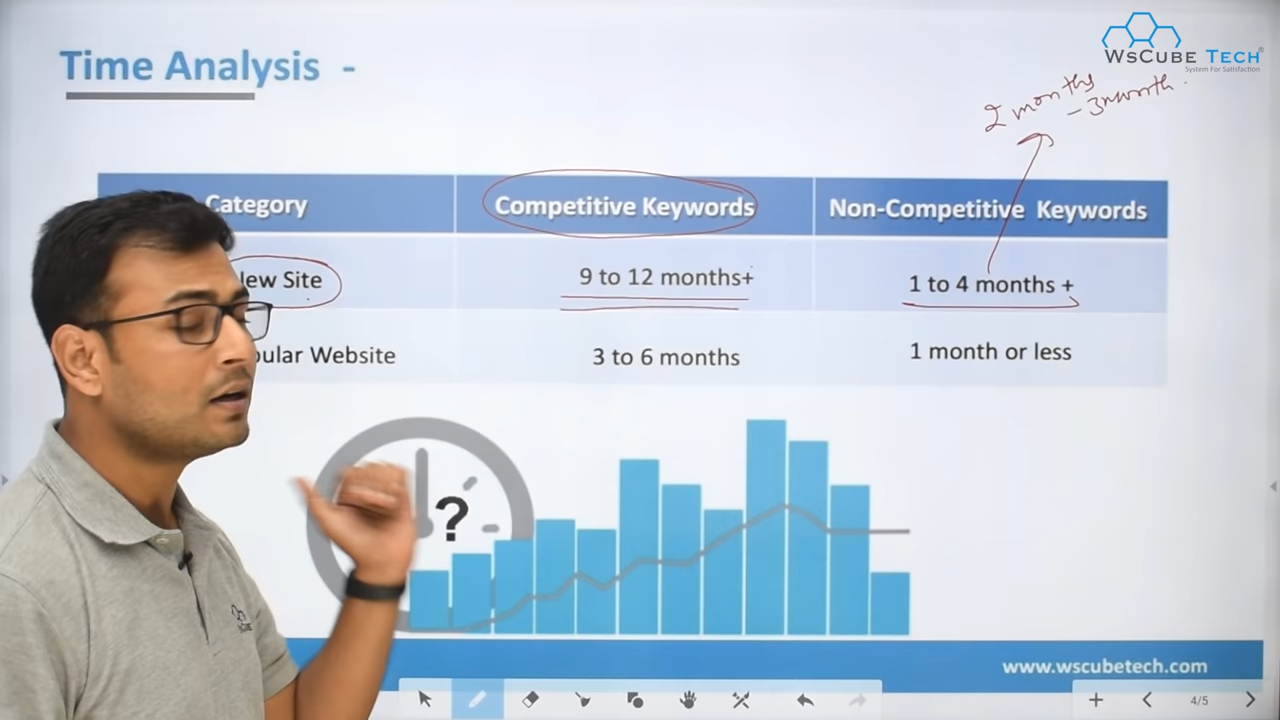 Time Analysis -
WSCUBE TECH®
System For Satisfaction
2 months
- 3 month
Category
Competitive Keywords
Non-Competitive Keywords
Site
9 to 12 months+
1 to 4 months +
Website
3 to 6 months
1 month or less
?
www.wscubetech.com
4/5